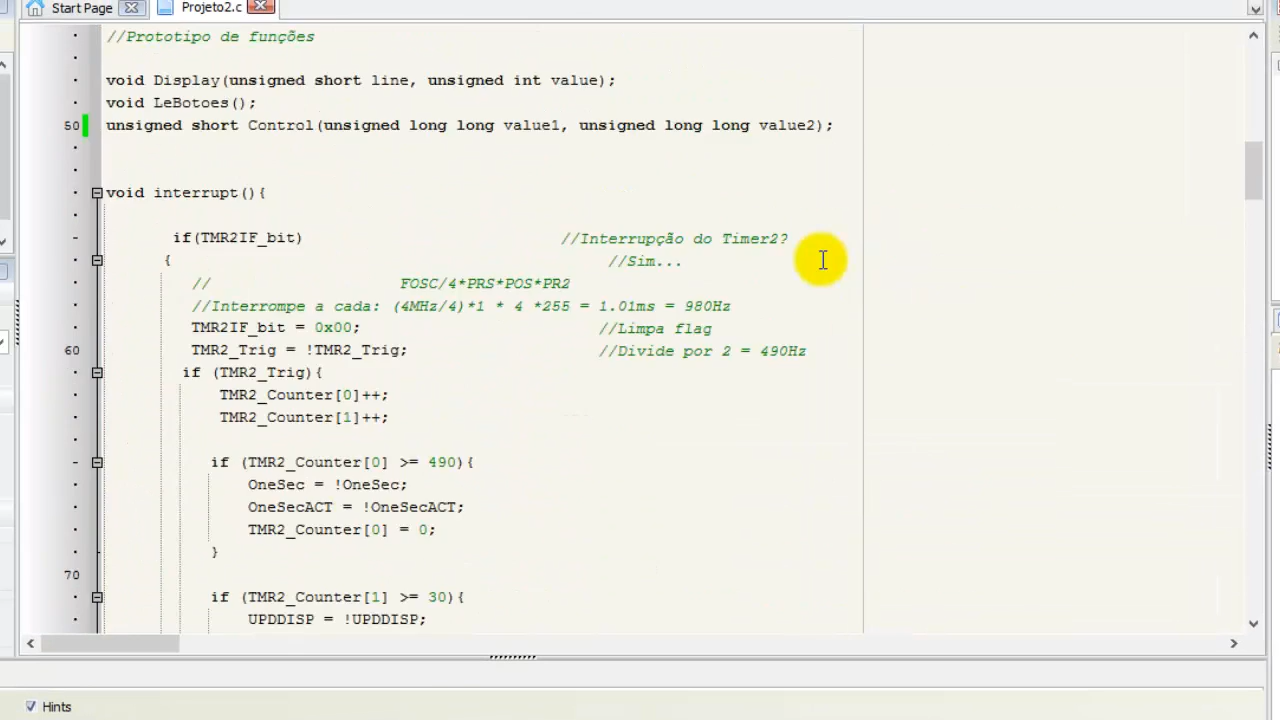 Start Page
Projeto2.c
//Prototipo de funções
void Display(unsigned short line, unsigned int value);
void LeBotoes();
50 unsigned short Control(unsigned long long value1, unsigned long long value2);
void interrupt(){
if(TMR2IF_bit) //Interrupção do Timer2?
{ //Sim...
// FOSC/4*PRS*POS*PR2
//Interrompe a cada: (4MHz/4)*1 * 4 *255 = 1.01ms = 980Hz
TMR2IF_bit = 0x00; //Limpa flag
60 TMR2_Trig = !TMR2_Trig; //Divide por 2 = 490Hz
if (TMR2_Trig){
TMR2_Counter[0]++;
TMR2_Counter[1]++;
if (TMR2_Counter[0] >= 490){
OneSec = !OneSec;
OneSecACT = !OneSecACT;
TMR2_Counter[0] = 0;
}
70
if (TMR2_Counter[1] >= 30){
UPDDISP = !UPDDISP;
Hints